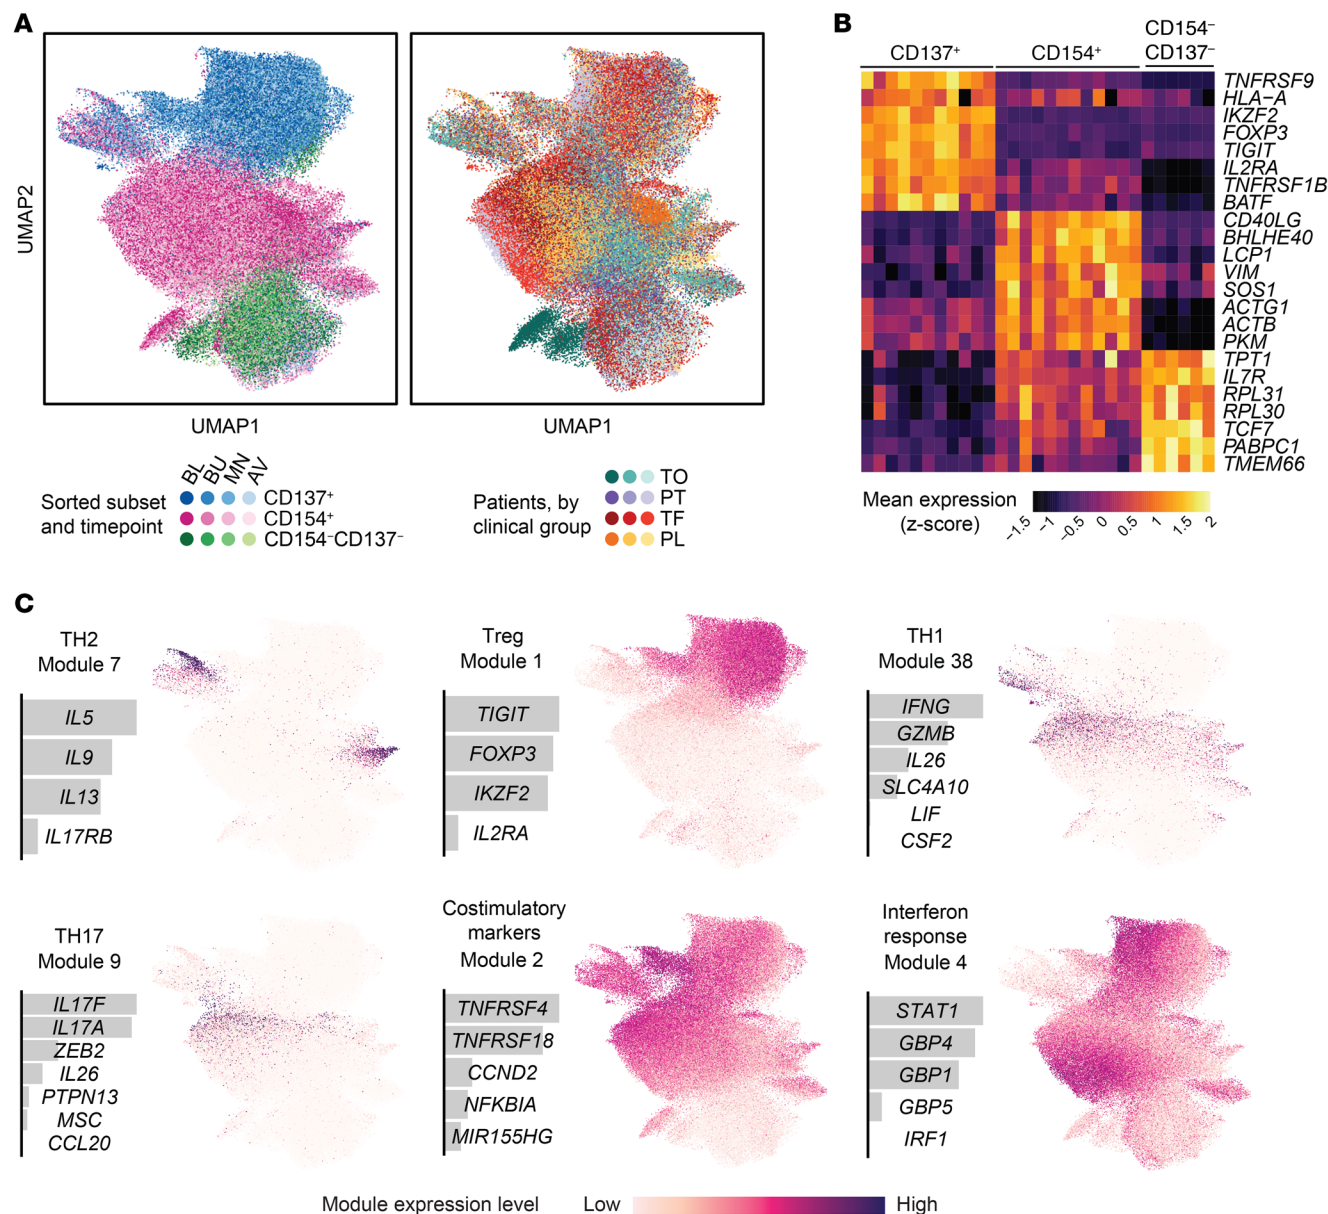 A
UMAP2
UMAP1
UMAP1
BL BU MN AV
Sorted subset
and timepoint
CD137+
CD154+
CD154–CD137–
Patients, by
clinical group
TO
PT
TF
PL
B
CD137+
CD154+
CD154–
CD137–
TNFRSF9
HLA–A
IKZF2
FOXP3
TIGIT
IL2RA
TNFRSF1B
BATF
CD40LG
BHLHE40
LCP1
VIM
SOS1
ACTG1
ACTB
PKM
TPT1
IL7R
RPL31
RPL30
TCF7
PABPC1
TMEM66
Mean expression
(z-score)
–1.5 –1 –0.5 0 0.5 1 1.5 2
C
TH2
Module 7
IL5
IL9
IL13
IL17RB
Treg
Module 1
TIGIT
FOXP3
IKZF2
IL2RA
TH1
Module 38
IFNG
GZMB
IL26
SLC4A10
LIF
CSF2
TH17
Module 9
IL17F
IL17A
ZEB2
IL26
PTPN13
MSC
CCL20
Costimulatory
markers
Module 2
TNFRSF4
TNFRSF18
CCND2
NFKBIA
MIR155HG
Interferon
response
Module 4
STAT1
GBP4
GBP1
GBP5
IRF1
Module expression level Low High